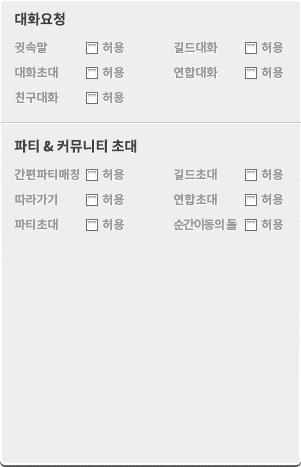 대화요청
귓속말 허용 길드대화 허용
대화초대 허용 연합대화 허용
친구대화 허용
파티 & 커뮤니티 초대
간편파티매칭 허용 길드초대 허용
따라가기 허용 연합초대 허용
파티초대 허용 순간이동의 돌 허용